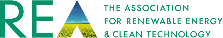 REA
THE ASSOCIATION
FOR RENEWABLE ENERGY
& CLEAN TECHNOLOGY